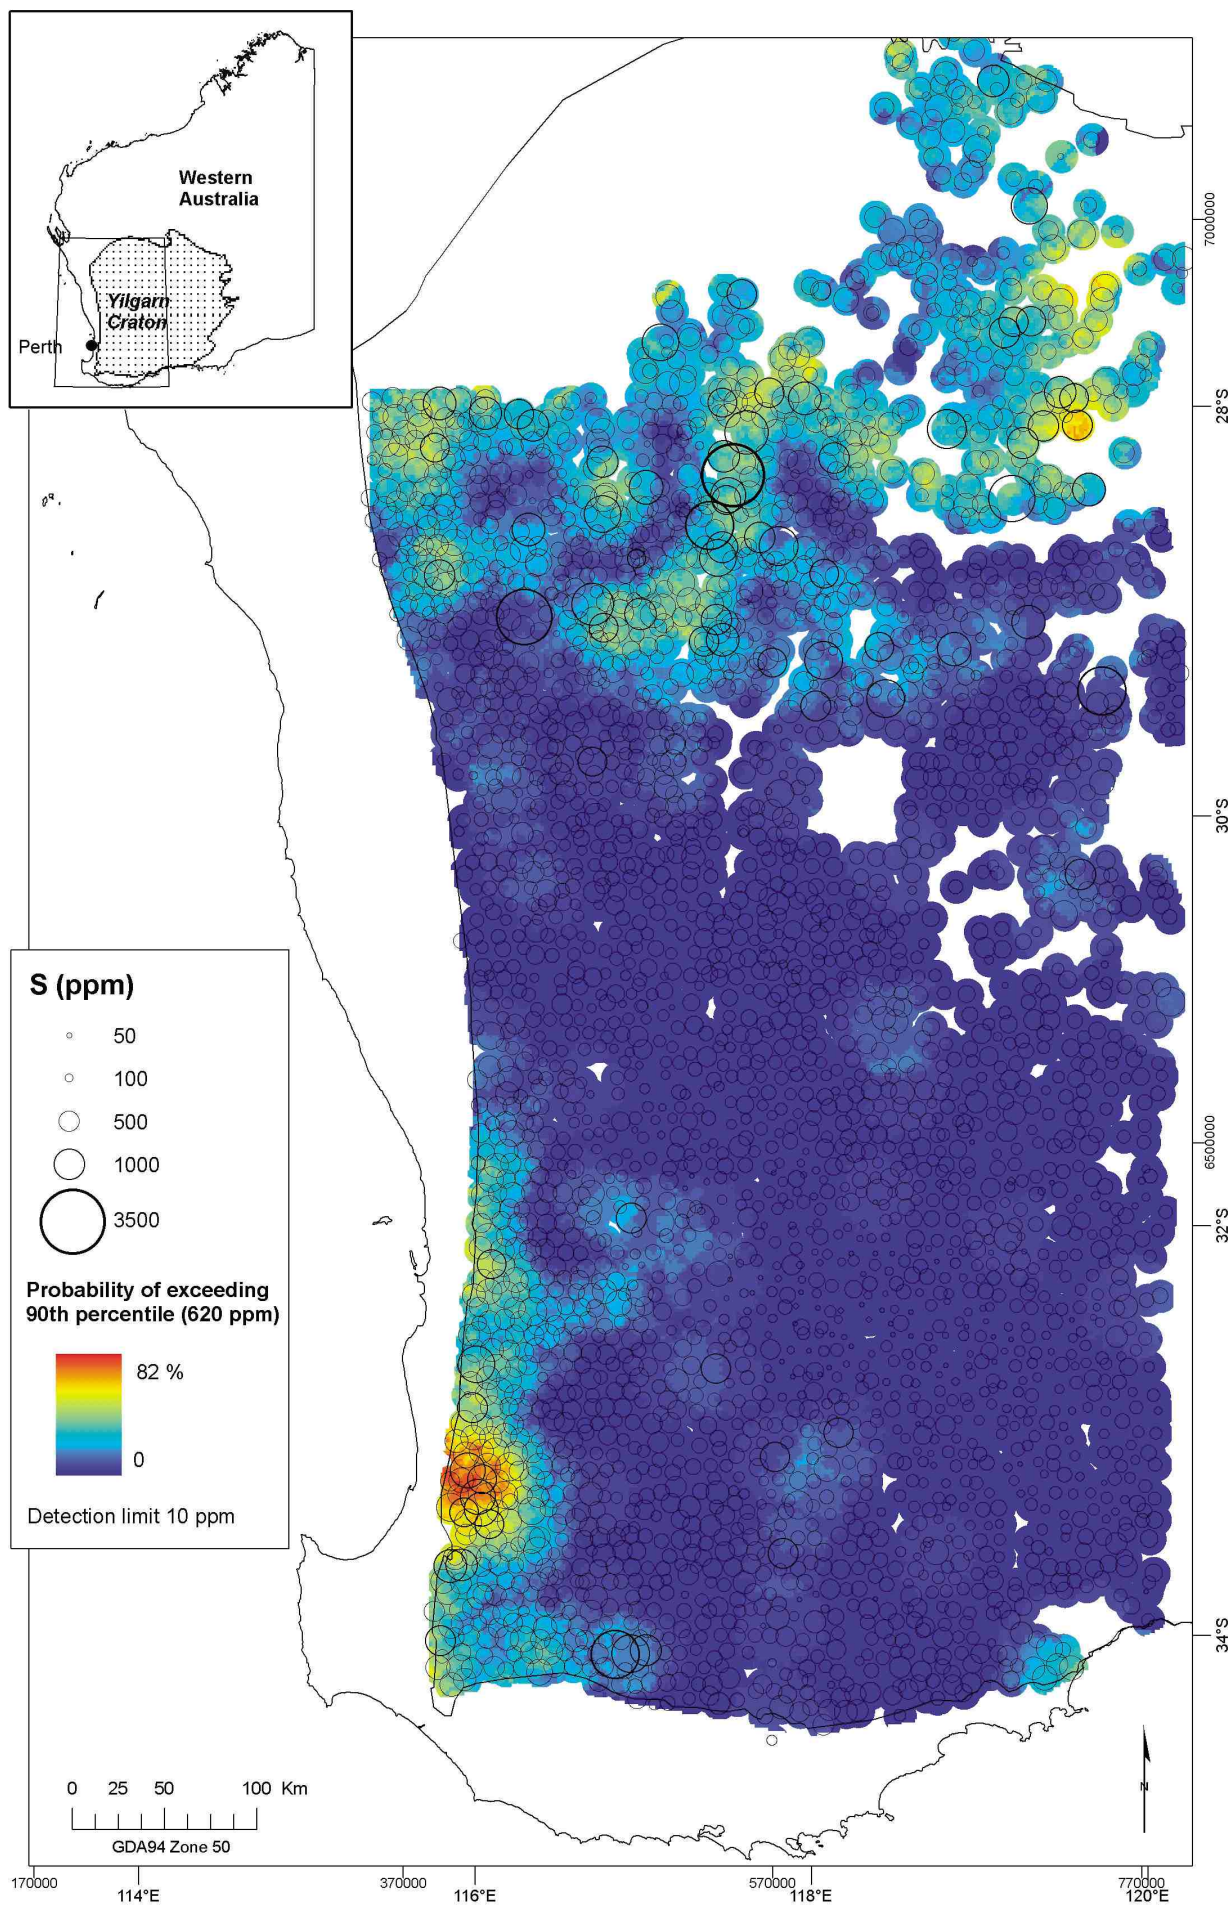 Western
Australia
Yilgarn
Craton
Perth
S (ppm)
50
100
500
1000
3500
Probability of exceeding
90th percentile (620 ppm)
82 %
0
Detection limit 10 ppm
0 25 50 100 Km
GDA94 Zone 50
7000000
28°S
30°S
6500000
32°S
34°S
N
170000 370000 570000 770000
114°E 116°E 118°E 120°E